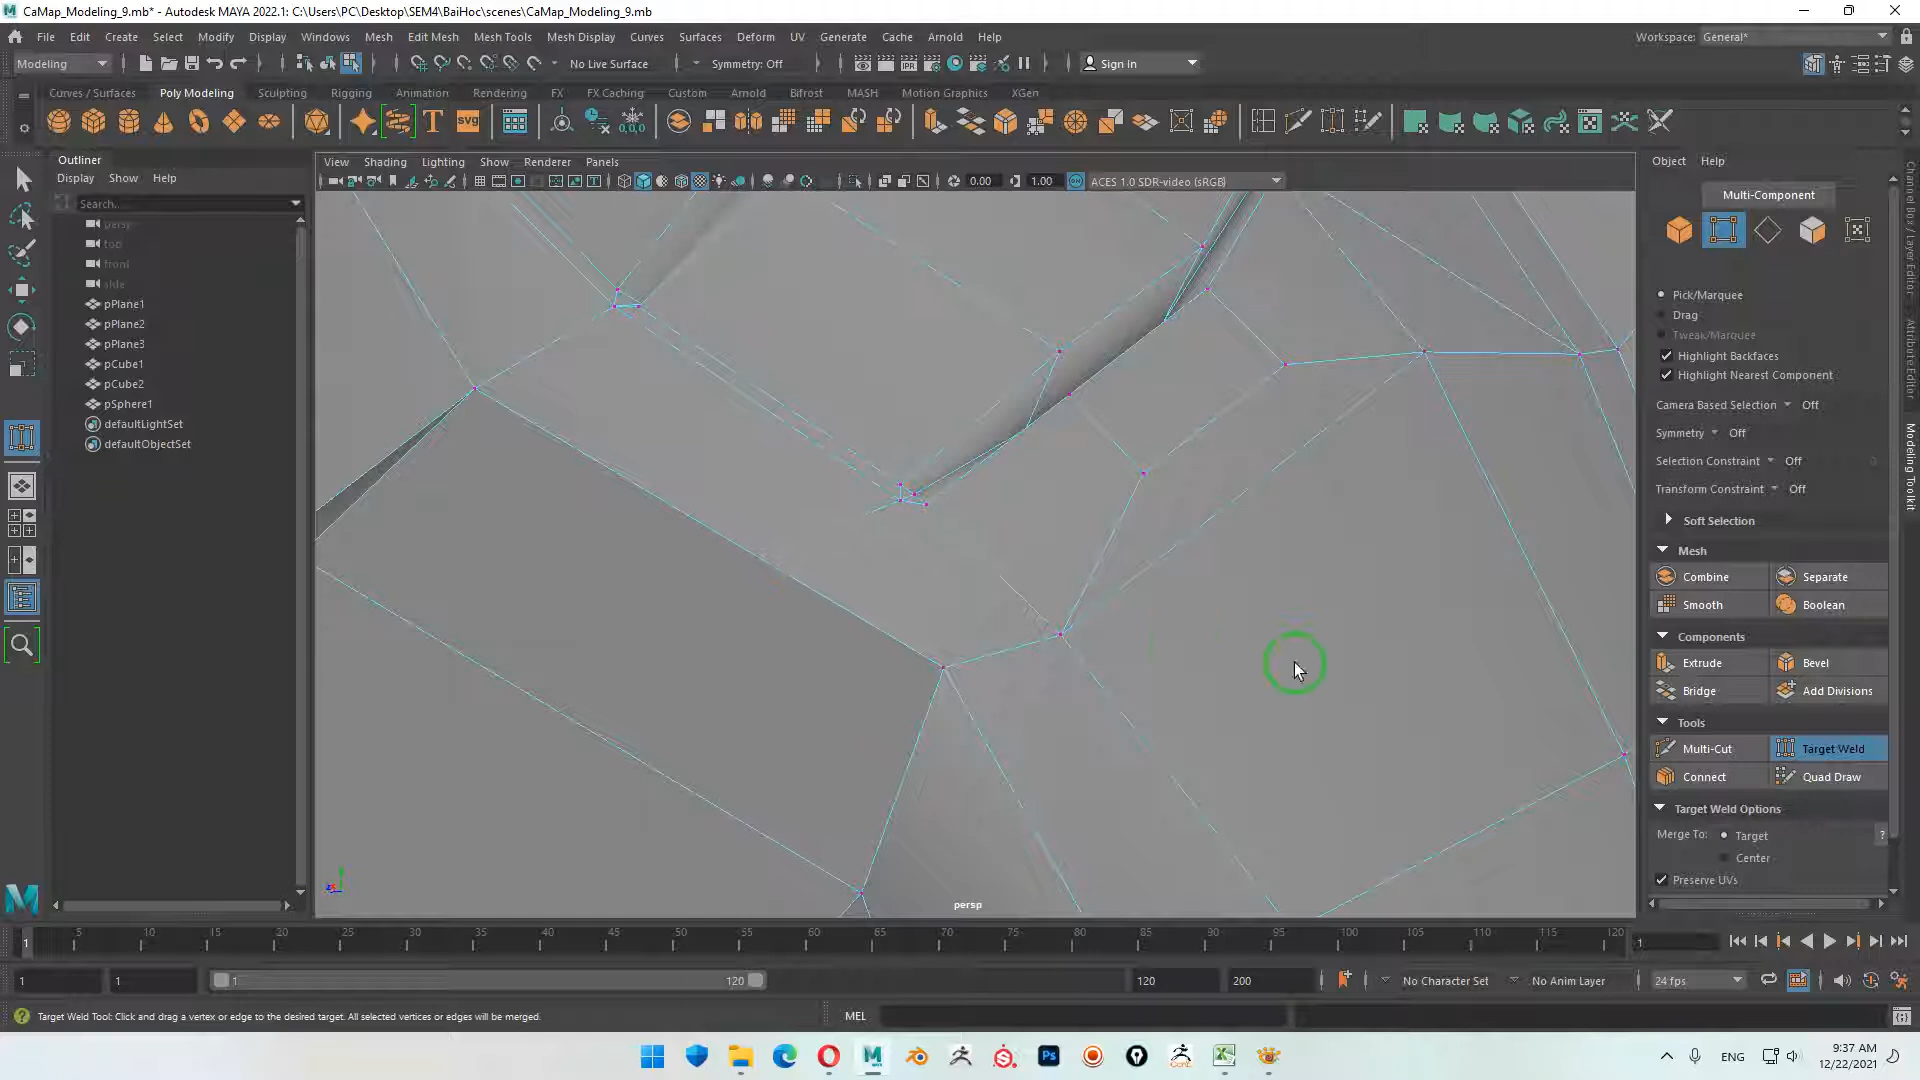 CaMap_Modeling_9.mb* - Autodesk MAYA 2022.1: C:\Users\PC\Desktop\SEM4\BaiHoc\scenes\CaMap_Modeling_9.mb
File Edit Create Select Modify Display Windows Mesh Edit Mesh Mesh Tools Mesh Display Curves Surfaces Deform UV Generate Cache Arnold Help
Workspace: General*
Modeling
No Live Surface
Symmetry: Off
Sign In
Curves / Surfaces Poly Modeling Sculpting Rigging Animation Rendering FX FX Caching Custom Arnold Bifrost MASH Motion Graphics XGen
Outliner
Display Show Help
Search...
persp
top
front
side
pPlane1
pPlane2
pPlane3
pCube1
pCube2
pSphere1
defaultLightSet
defaultObjectSet
View Shading Lighting Show Renderer Panels
0.00 1.00 ACES 1.0 SDR-video (sRGB)
persp
Object Help
Multi-Component
Pick/Marquee
Drag
Tweak/Marquee
Highlight Backfaces
Highlight Nearest Component
Camera Based Selection Off
Symmetry Off
Selection Constraint Off
Transform Constraint Off
Soft Selection
Mesh
Combine Separate
Smooth Boolean
Components
Extrude Bevel
Bridge Add Divisions
Tools
Multi-Cut Target Weld
Connect Quad Draw
Target Weld Options
Merge To: Target ?
Center
Preserve UVs
Channel Box / Layer Editor
Attribute Editor
Modeling Toolkit
1 5 10 15 20 25 30 35 40 45 50 55 60 65 70 75 80 85 90 95 100 105 110 115 120 1
1 1 1 120 120 200 No Character Set No Anim Layer 24 fps
Target Weld Tool: Click and drag a vertex or edge to the desired target. All selected vertices or edges will be merged.
MEL
ENG
9:37 AM
12/22/2021